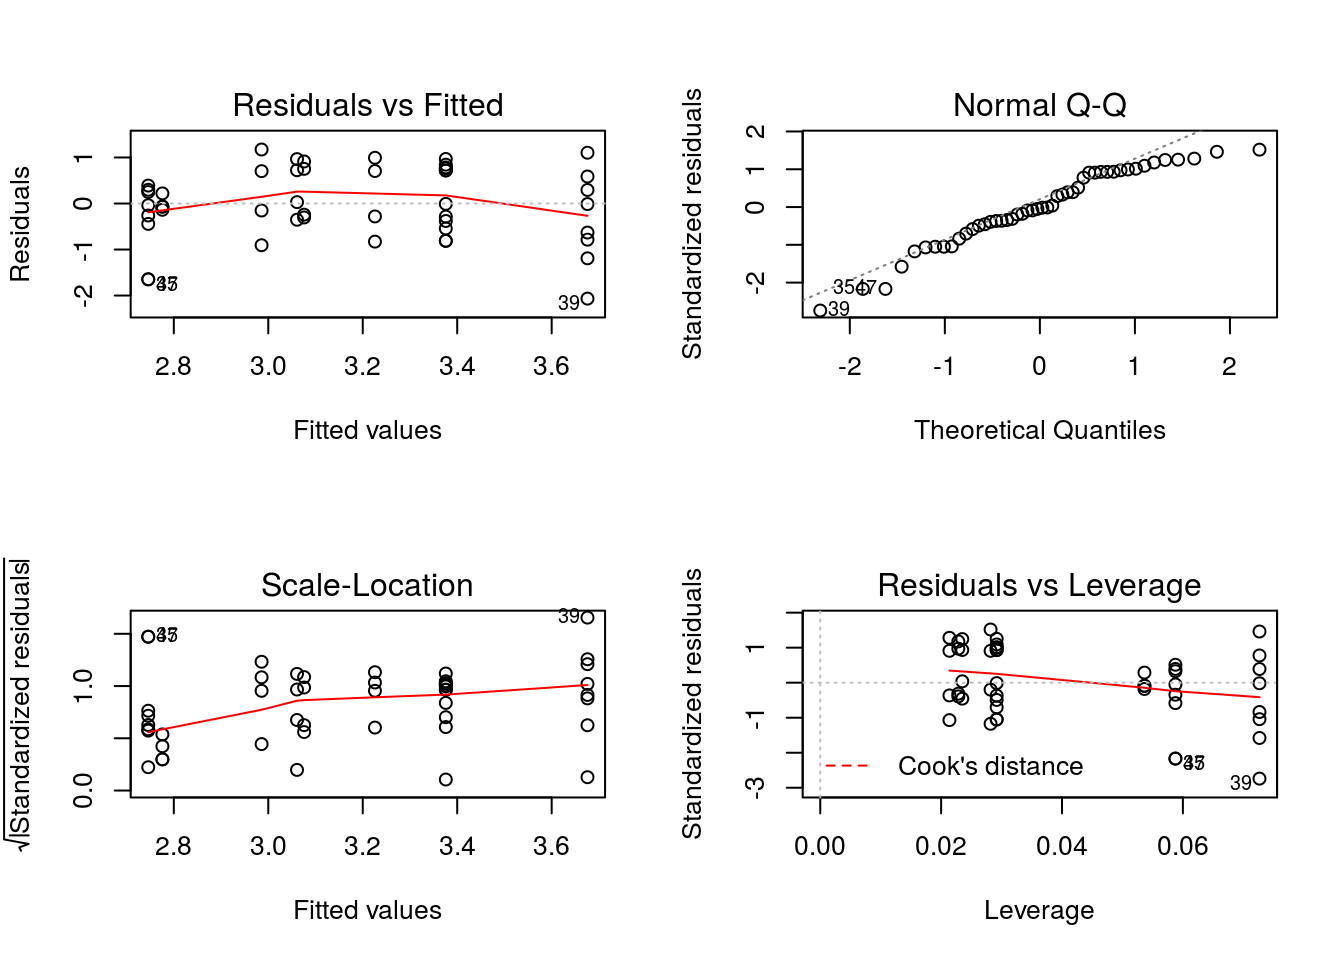 Residuals vs Fitted
Residuals
1
0
-1
-2
39
2.8 3.0 3.2 3.4 3.6
Fitted values
Normal Q-Q
Standardized residuals
2
1
0
-2
3547
39
-2 -1 0 1 2
Theoretical Quantiles
Scale-Location
√|Standardized residuals|
1.0
0.0
39
2.8 3.0 3.2 3.4 3.6
Fitted values
Residuals vs Leverage
Standardized residuals
1
-1
-3
Cook's distance
39
0.00 0.02 0.04 0.06
Leverage